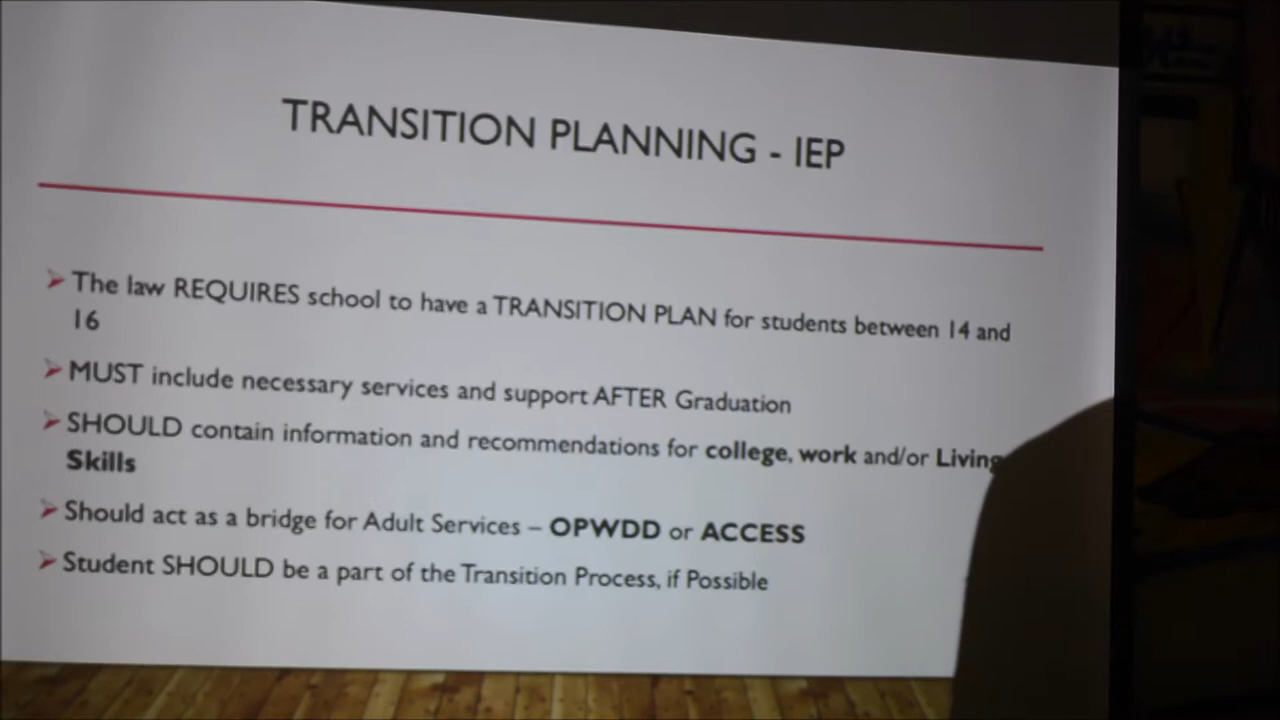 TRANSITION PLANNING - IEP
The law REQUIRES school to have a TRANSITION PLAN for students between 14 and
16
MUST include necessary services and support AFTER Graduation
SHOULD contain information and recommendations for college, work and/or Living
Skills
Should act as a bridge for Adult Services – OPWDD or ACCESS
Student SHOULD be a part of the Transition Process, if Possible